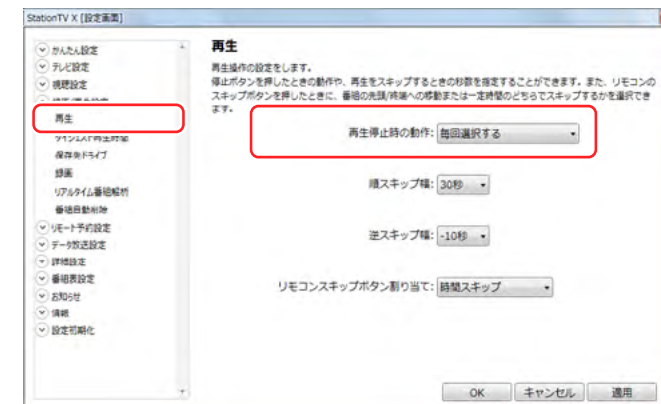 StationTV X [設定画面]
かんたん設定
テレビ設定
視聴設定
再生
ダイジェスト再生時間
保存先ドライブ
録画
リアルタイム番組解析
番組自動削除
リモート予約設定
データ放送設定
詳細設定
番組表設定
お知らせ
情報
設定初期化
再生
再生操作の設定をします。
停止ボタンを押したときの動作や、再生をスキップするときの秒数を指定することができます。また、リモコンの
スキップボタンを押したときに、番組の先頭/終端への移動または一定時間のどちらでスキップするかを選択でき
ます。
再生停止時の動作: 毎回選択する
順スキップ幅: 30秒
逆スキップ幅: -10秒
リモコンスキップボタン割り当て: 時間スキップ
OK キャンセル 適用